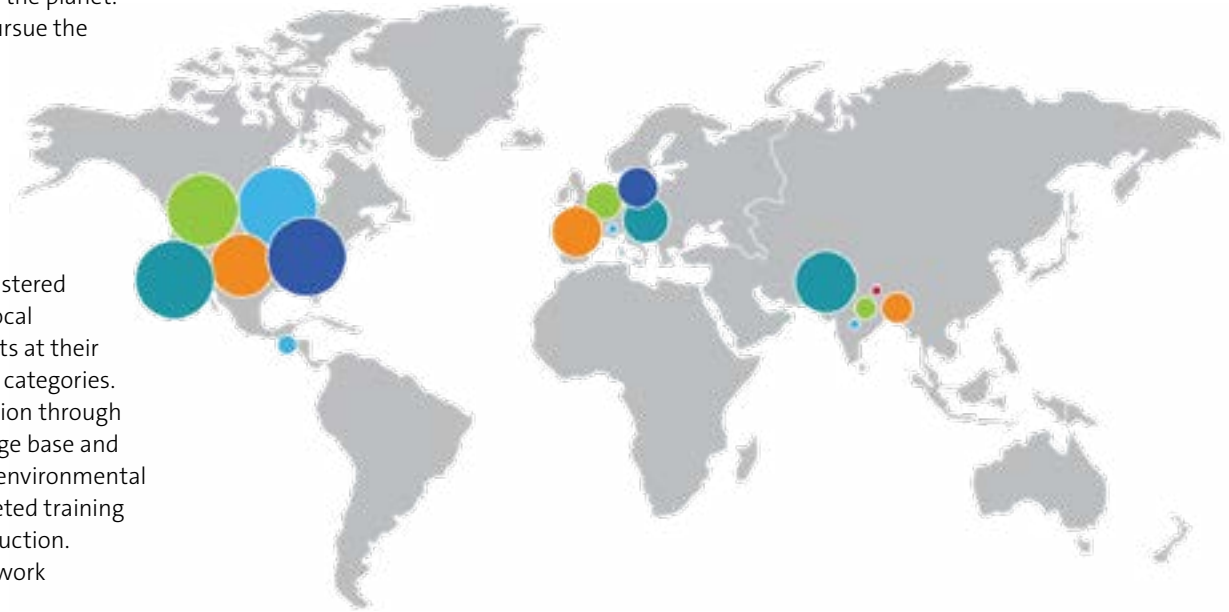 the planet.
ursue the
stered
ocal
ts at their
categories.
ion through
ge base and
environmental
eted training
uction.
work